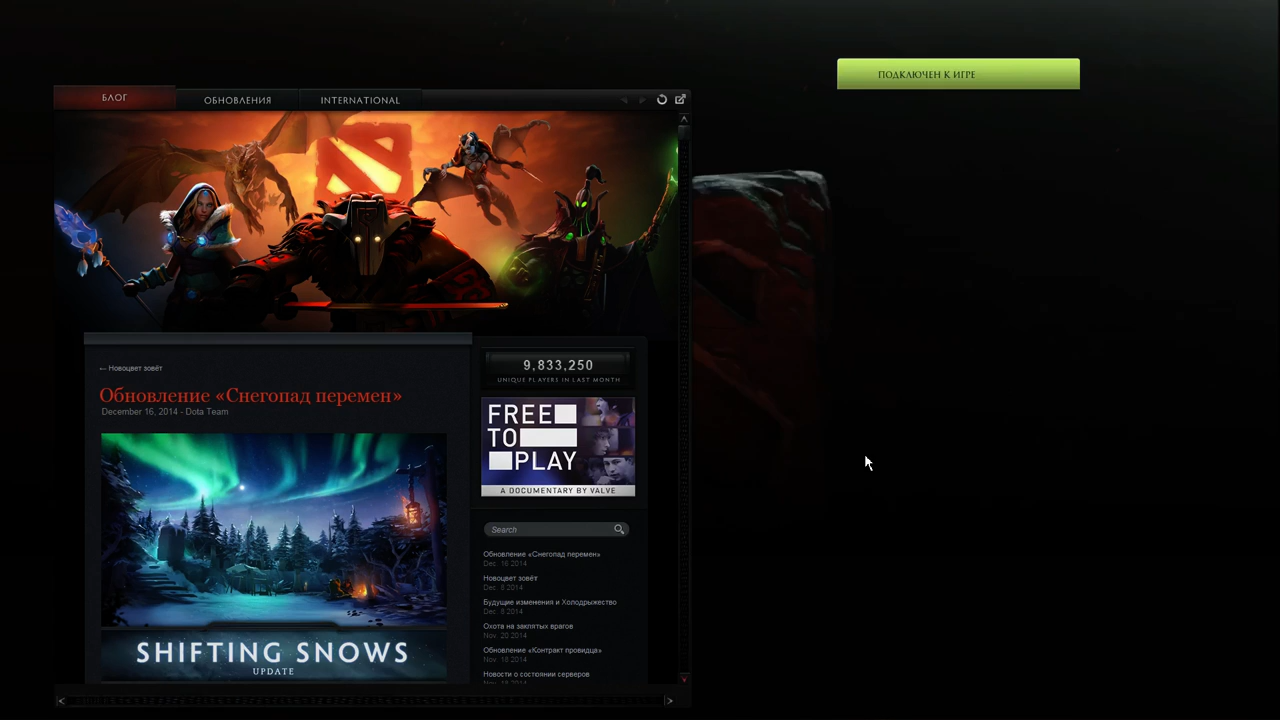 ПОДКЛЮЧЕН К ИГРЕ
БЛОГ
ОБНОВЛЕНИЯ
INTERNATIONAL
← Новоцвет зовёт
Обновление «Снегопад перемен»
December 16, 2014 - Dota Team
SHIFTING SNOWS
UPDATE
9,833,250
UNIQUE PLAYERS IN LAST MONTH
FREE
TO
PLAY
A DOCUMENTARY BY VALVE
Search
Обновление «Снегопад перемен»
Dec. 16 2014
Новоцвет зовёт
Dec. 8 2014
Будущие изменения и Холодрыжество
Dec. 8 2014
Охота на заклятых врагов
Nov. 20 2014
Обновление «Контракт провидца»
Nov. 18 2014
Новости о состоянии серверов